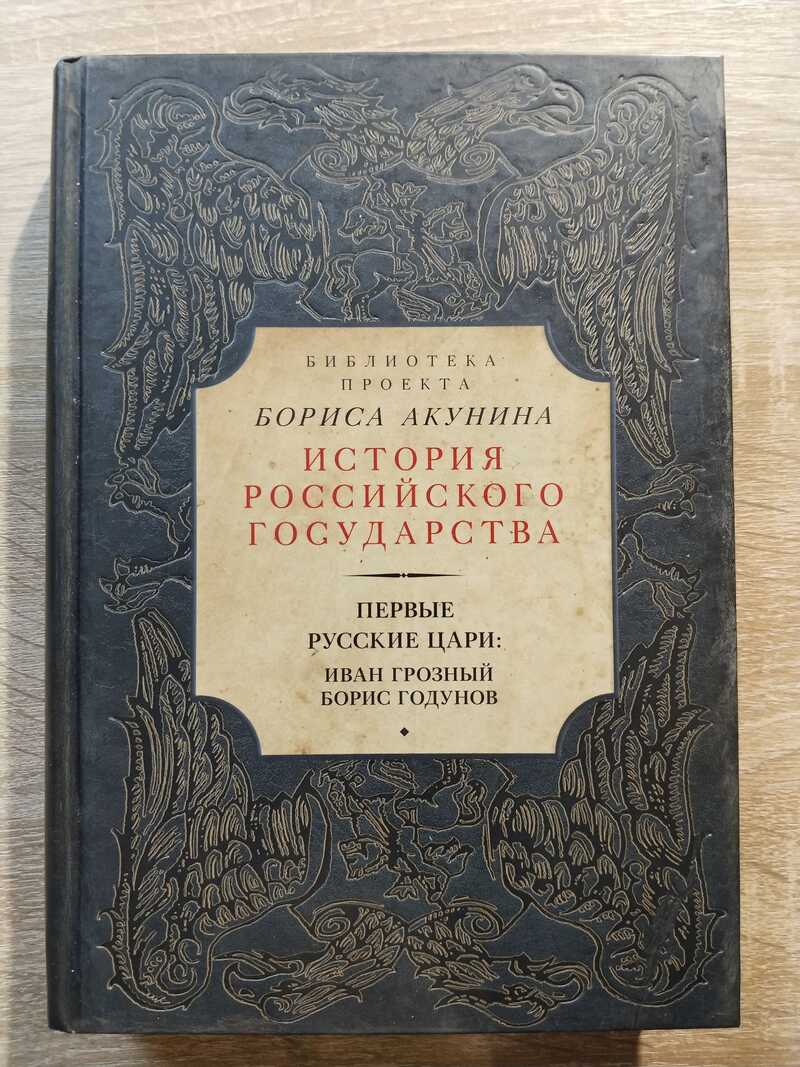 БИБЛИОТЕКА
ПРОЕКТА
БОРИСА АКУНИНА
ИСТОРИЯ
РОССИЙСКОГО
ГОСУДАРСТВА
ПЕРВЫЕ
РУССКИЕ ЦАРИ:
ИВАН ГРОЗНЫЙ
БОРИС ГОДУНОВ